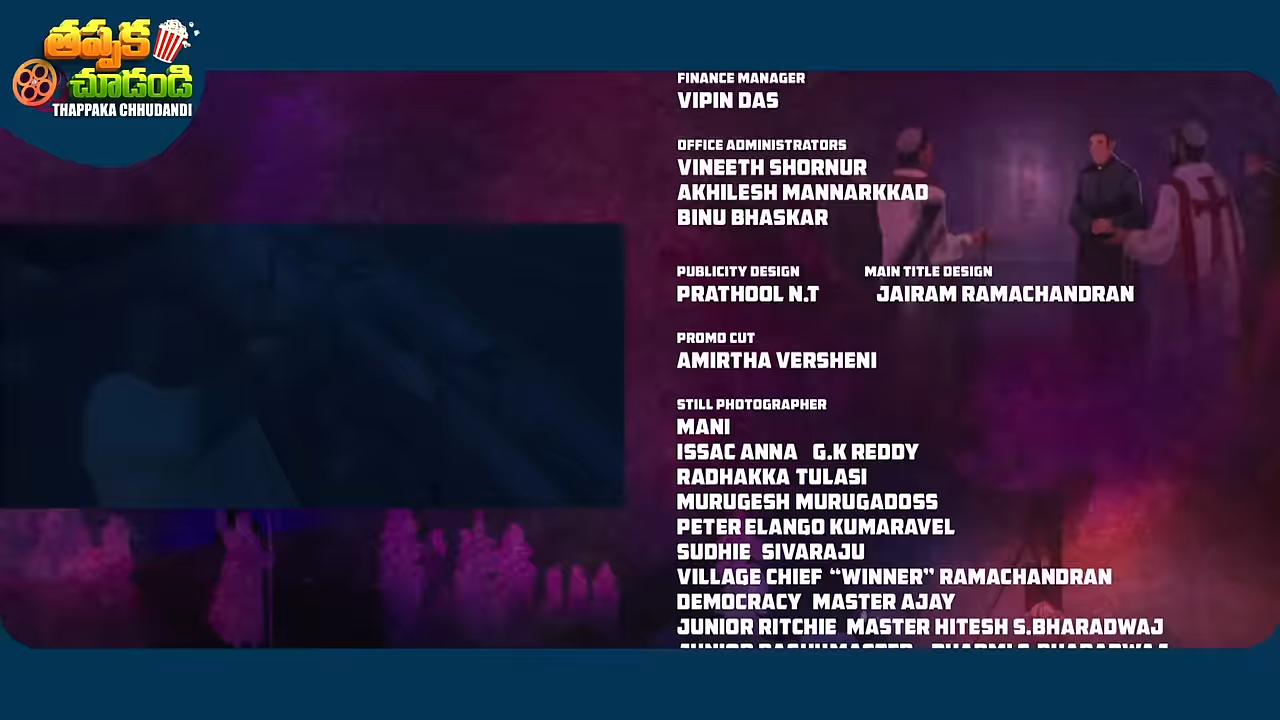 తప్పక
చూడండి
THAPPAKA CHHUDANDI
FINANCE MANAGER
VIPIN DAS
OFFICE ADMINISTRATORS
VINEETH SHORNUR
AKHILESH MANNARKKAD
BINU BHASKAR
PUBLICITY DESIGN MAIN TITLE DESIGN
PRATHOOL N.T JAIRAM RAMACHANDRAN
PROMO CUT
AMIRTHA VERSHENI
STILL PHOTOGRAPHER
MANI
ISSAC ANNA G.K REDDY
RADHAKKA TULASI
MURUGESH MURUGADOSS
PETER ELANGO KUMARAVEL
SUDHIE SIVARAJU
VILLAGE CHIEF “WINNER” RAMACHANDRAN
DEMOCRACY MASTER AJAY
JUNIOR RITCHIE MASTER HITESH S.BHARADWAJ